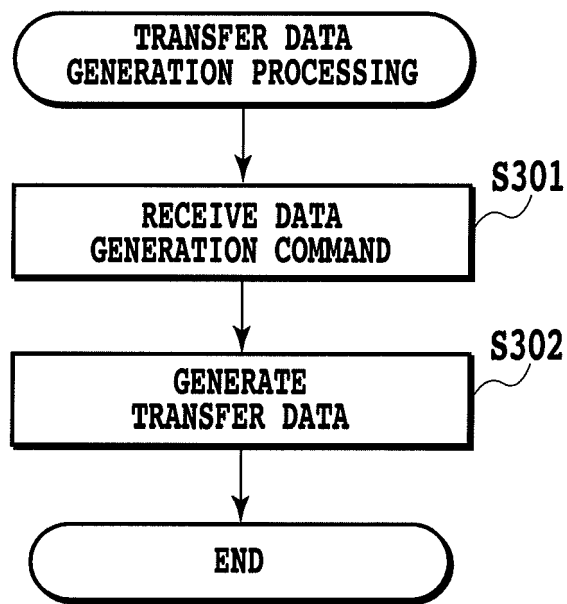 TRANSFER DATA
GENERATION PROCESSING
S301
RECEIVE DATA
GENERATION COMMAND
S302
GENERATE
TRANSFER DATA
END